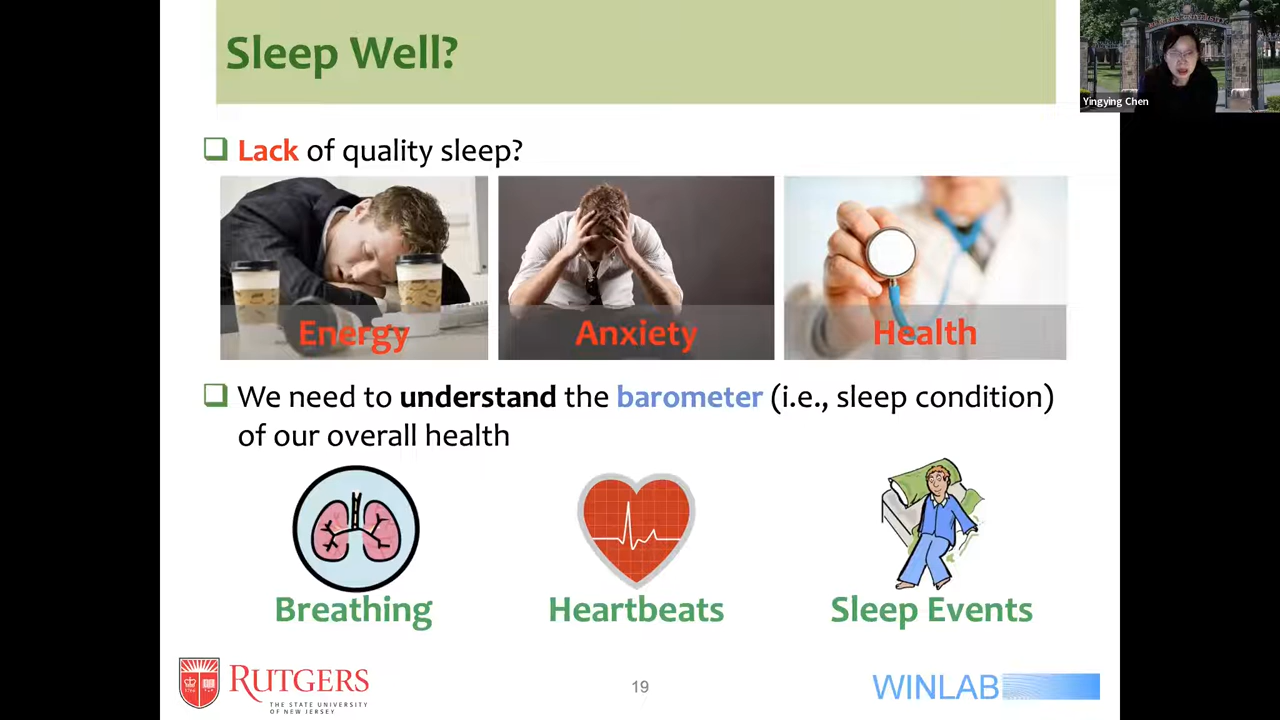 Sleep Well?
Yingying Chen
Lack of quality sleep?
Energy
Anxiety
Health
We need to understand the barometer (i.e., sleep condition)
of our overall health
Breathing
Heartbeats
Sleep Events
RUTGERS
THE STATE UNIVERSITY
OF NEW JERSEY
19
WINLAB